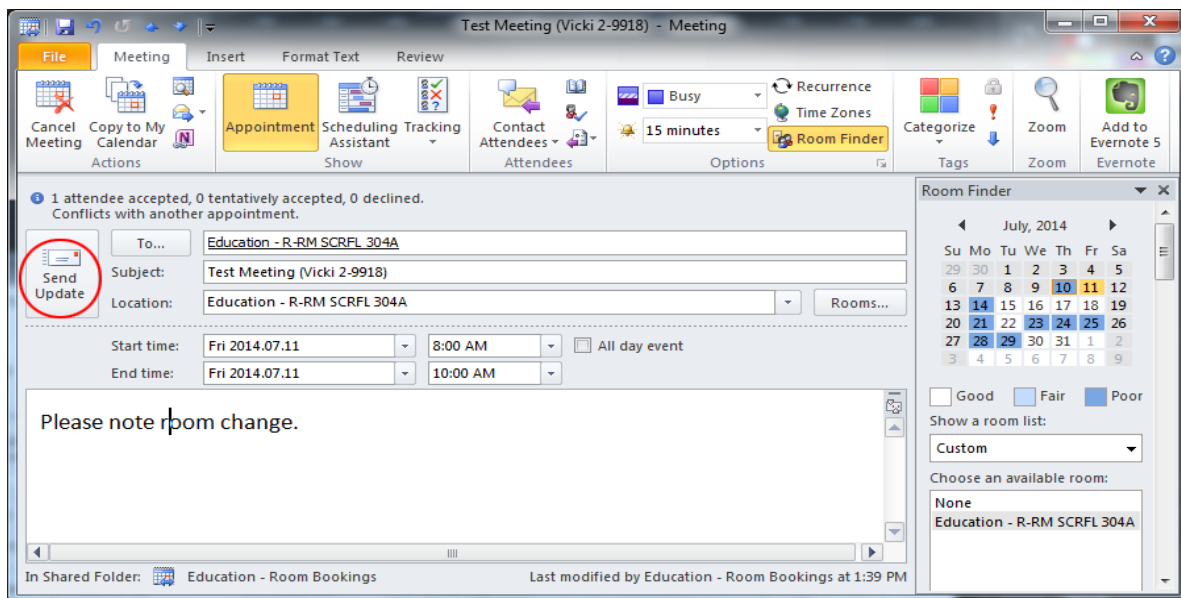 Test Meeting (Vicki 2-9918) - Meeting
File Meeting Insert Format Text Review
Cancel Meeting
Copy to My Calendar
Actions
Appointment
Scheduling Assistant
Tracking
Show
Contact Attendees
Attendees
Busy
15 minutes
Recurrence
Time Zones
Room Finder
Options
Categorize
Tags
Zoom
Zoom
Add to Evernote 5
Evernote
1 attendee accepted, 0 tentatively accepted, 0 declined.
Conflicts with another appointment.
Send Update
To... Education - R-RM SCRFL 304A
Subject: Test Meeting (Vicki 2-9918)
Location: Education - R-RM SCRFL 304A Rooms...
Start time: Fri 2014.07.11 8:00 AM All day event
End time: Fri 2014.07.11 10:00 AM
Please note room change.
In Shared Folder: Education - Room Bookings Last modified by Education - Room Bookings at 1:39 PM
Room Finder
July, 2014
Su Mo Tu We Th Fr Sa
29 30 1 2 3 4 5
6 7 8 9 10 11 12
13 14 15 16 17 18 19
20 21 22 23 24 25 26
27 28 29 30 31 1 2
3 4 5 6 7 8 9
Good Fair Poor
Show a room list:
Custom
Choose an available room:
None
Education - R-RM SCRFL 304A